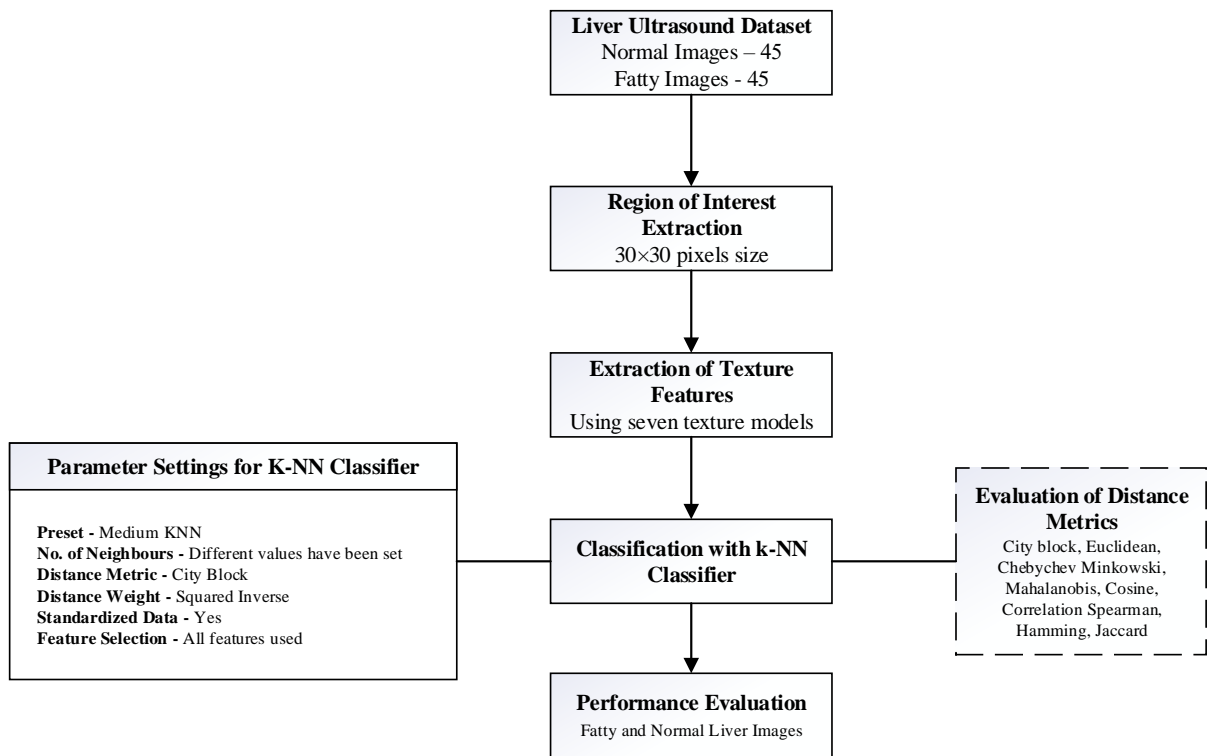 Liver Ultrasound Dataset
Normal Images – 45
Fatty Images - 45
Region of Interest
Extraction
30×30 pixels size
Extraction of Texture
Features
Using seven texture models
Parameter Settings for K-NN Classifier
Preset - Medium KNN
No. of Neighbours - Different values have been set
Distance Metric - City Block
Distance Weight - Squared Inverse
Standardized Data - Yes
Feature Selection - All features used
Classification with k-NN
Classifier
Evaluation of Distance
Metrics
City block, Euclidean,
Chebychev Minkowski,
Mahalanobis, Cosine,
Correlation Spearman,
Hamming, Jaccard
Performance Evaluation
Fatty and Normal Liver Images